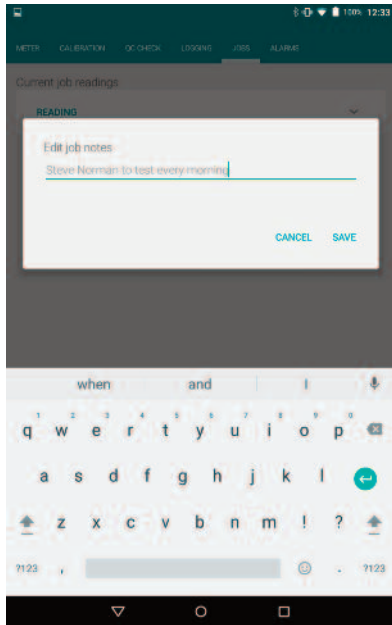 100% 12:33
METER CALIBRATION QC CHECK LOGGING JOBS ALARMS
Current job readings
READING
Edit job notes
Steve Norman to test every morning
CANCEL SAVE
when and I
1 2 3 4 5 6 7 8 9 0
q w e r t y u i o p
a s d f g h j k l
z x c v b n m ! ?
?123 , . ?123